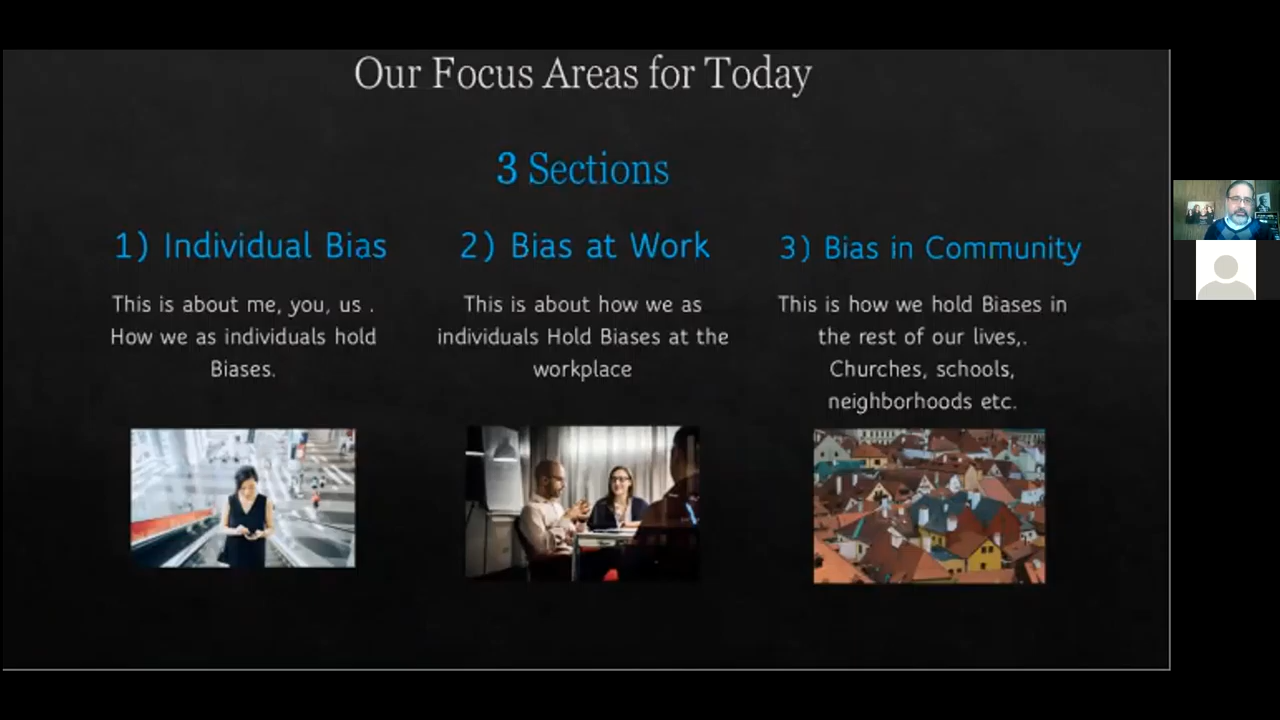 Our Focus Areas for Today
3 Sections
1) Individual Bias
This is about me, you, us .
How we as individuals hold
Biases.
2) Bias at Work
This is about how we as
individuals Hold Biases at the
workplace
3) Bias in Community
This is how we hold Biases in
the rest of our lives,.
Churches, schools,
neighborhoods etc.